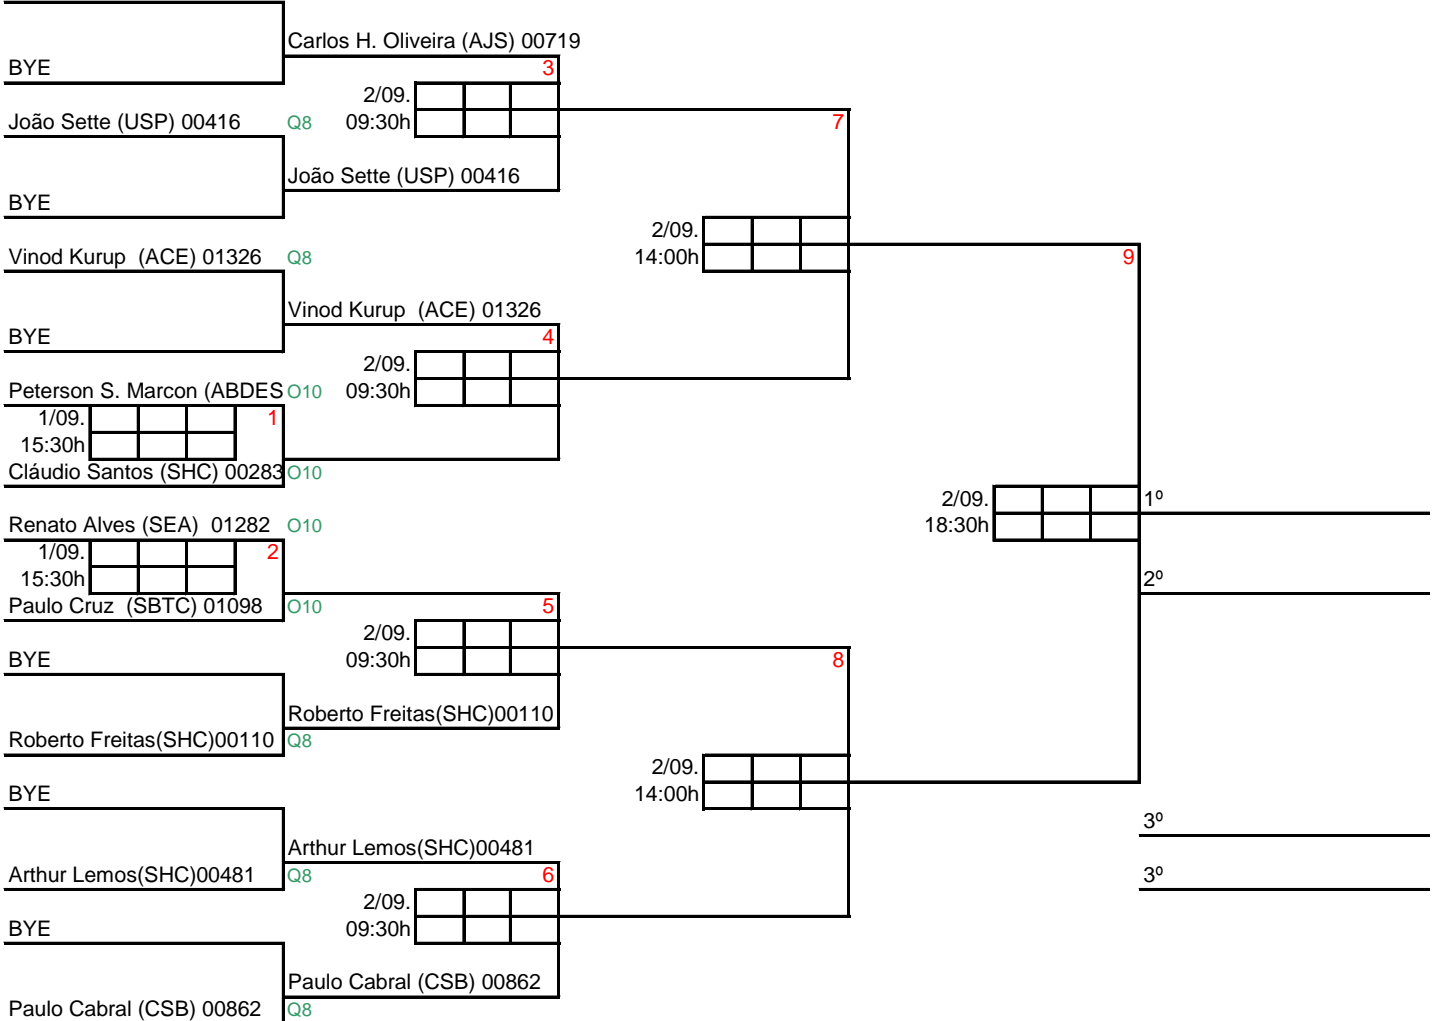 Carlos H. Oliveira (AJS) 00719
BYE
3
2/09.
09:30h
João Sette (USP) 00416
Q8
7
João Sette (USP) 00416
BYE
2/09.
14:00h
Vinod Kurup  (ACE) 01326
Q8
9
Vinod Kurup  (ACE) 01326
BYE
4
2/09.
09:30h
Peterson S. Marcon (ABDES
O10
1/09.
15:30h
1
Cláudio Santos (SHC) 00283
O10
2/09.
18:30h
1º
Renato Alves (SEA)  01282
O10
1/09.
15:30h
2
2º
Paulo Cruz  (SBTC) 01098
O10
5
2/09.
09:30h
BYE
8
Roberto Freitas(SHC)00110
Roberto Freitas(SHC)00110
Q8
2/09.
14:00h
BYE
3º
Arthur Lemos(SHC)00481
Arthur Lemos(SHC)00481
Q8
6
3º
2/09.
09:30h
BYE
Paulo Cabral (CSB) 00862
Paulo Cabral (CSB) 00862
Q8